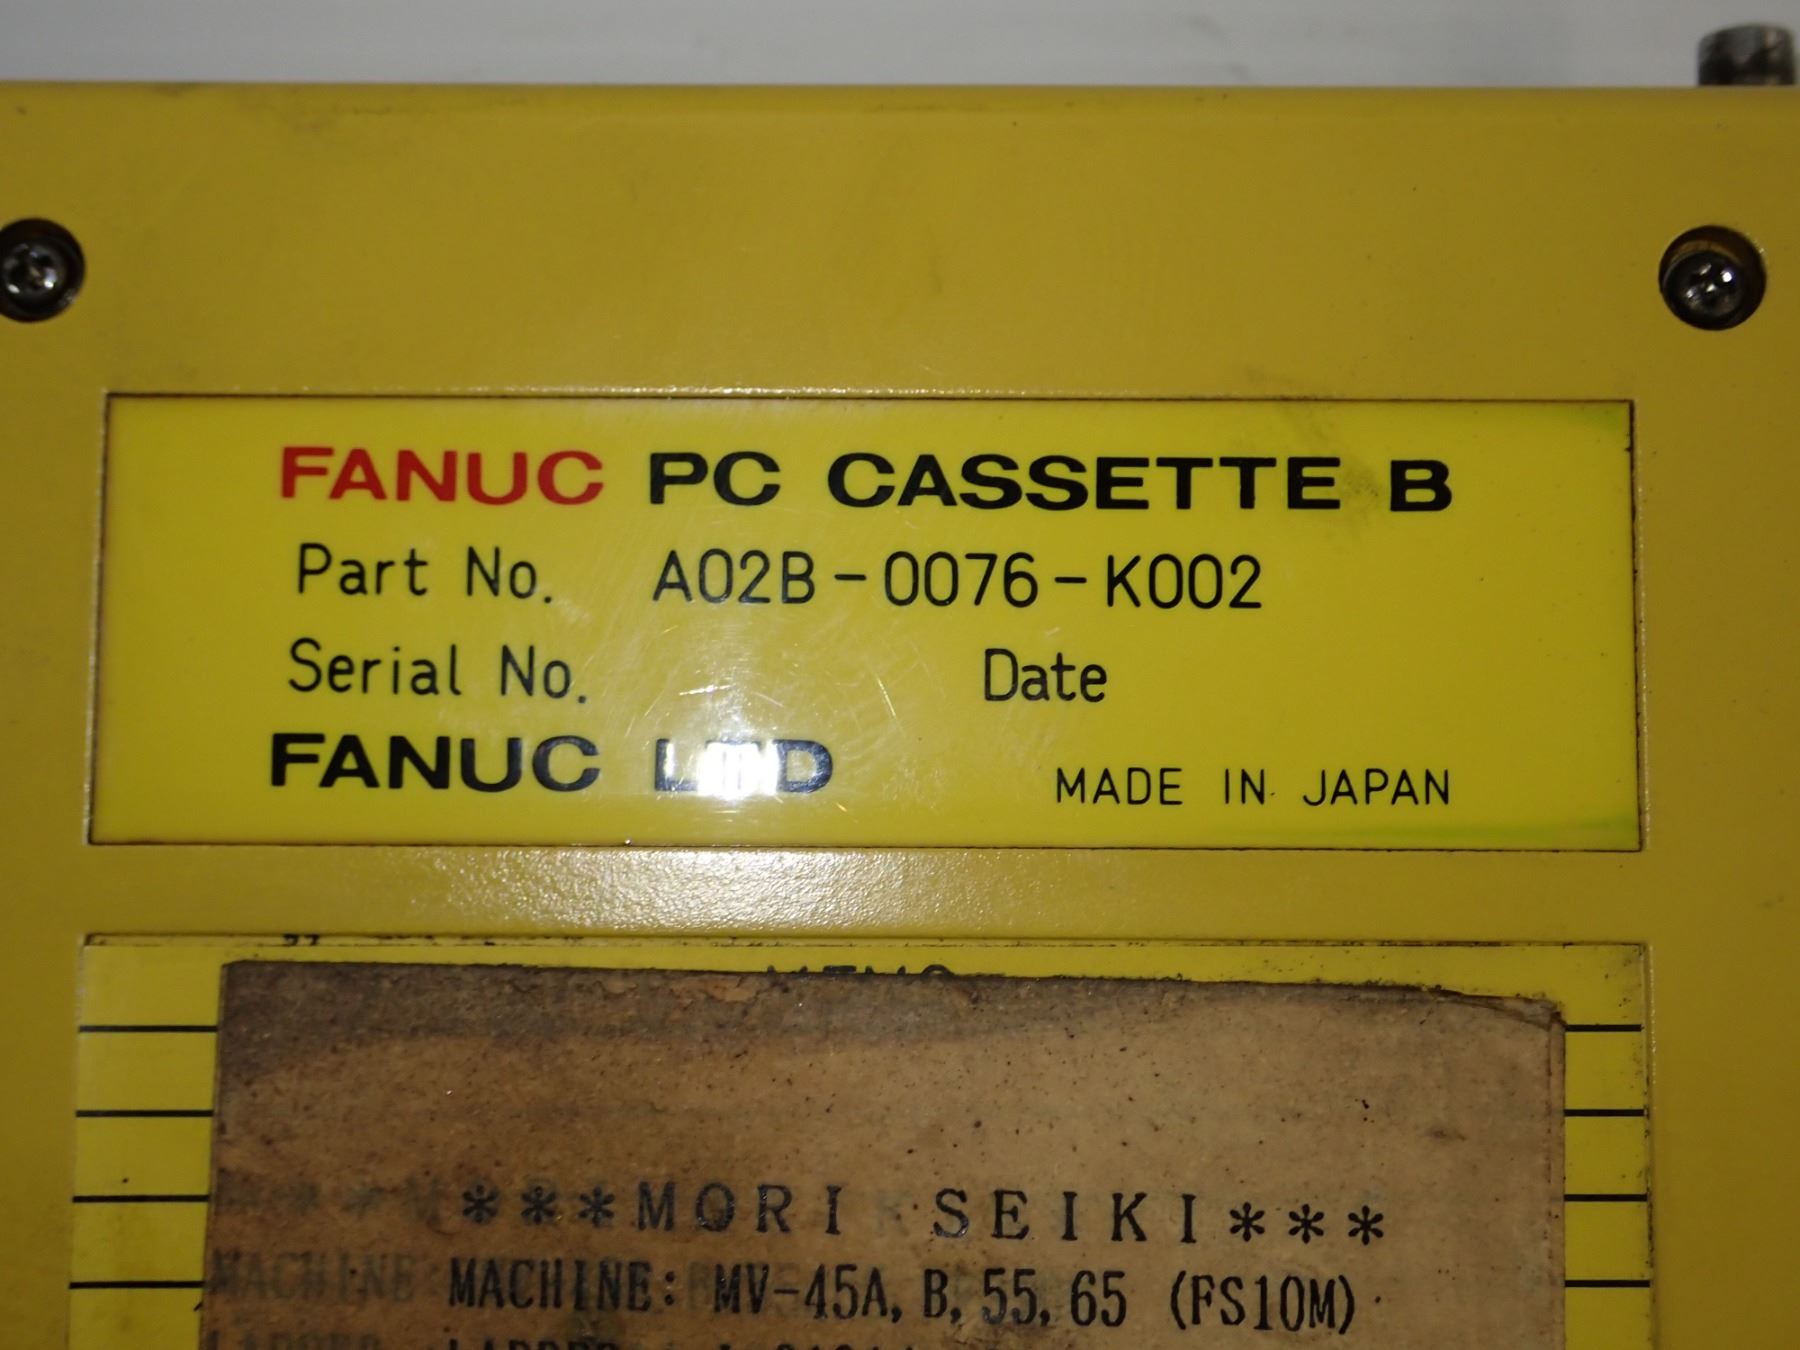 FANUC PC CASSETTE B
Part No. A02B-0076-K002
Serial No. Date
FANUC LTD MADE IN JAPAN
***MORI SEIKI***
MACHINE: MV-45A, B, 55, 65 (FS10M)